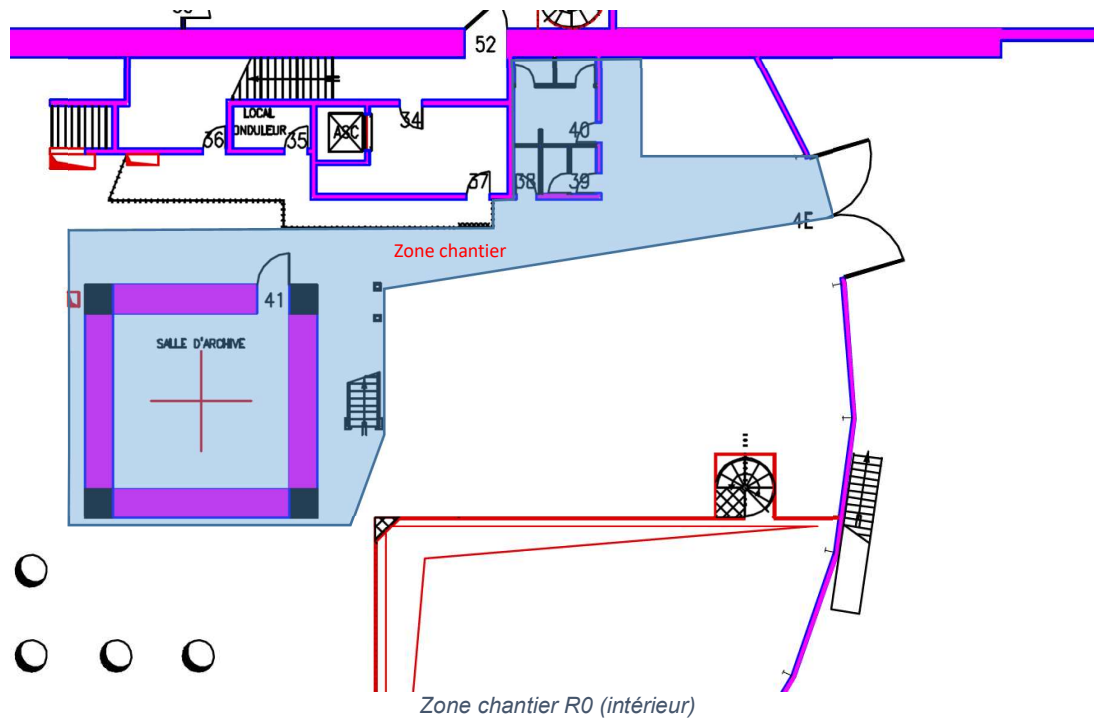 52
34
LOCAL
ONDULEUR
36
35
ASC
40
37
38
39
4E
Zone chantier
41
SALLE D'ARCHIVE
Zone chantier R0 (intérieur)